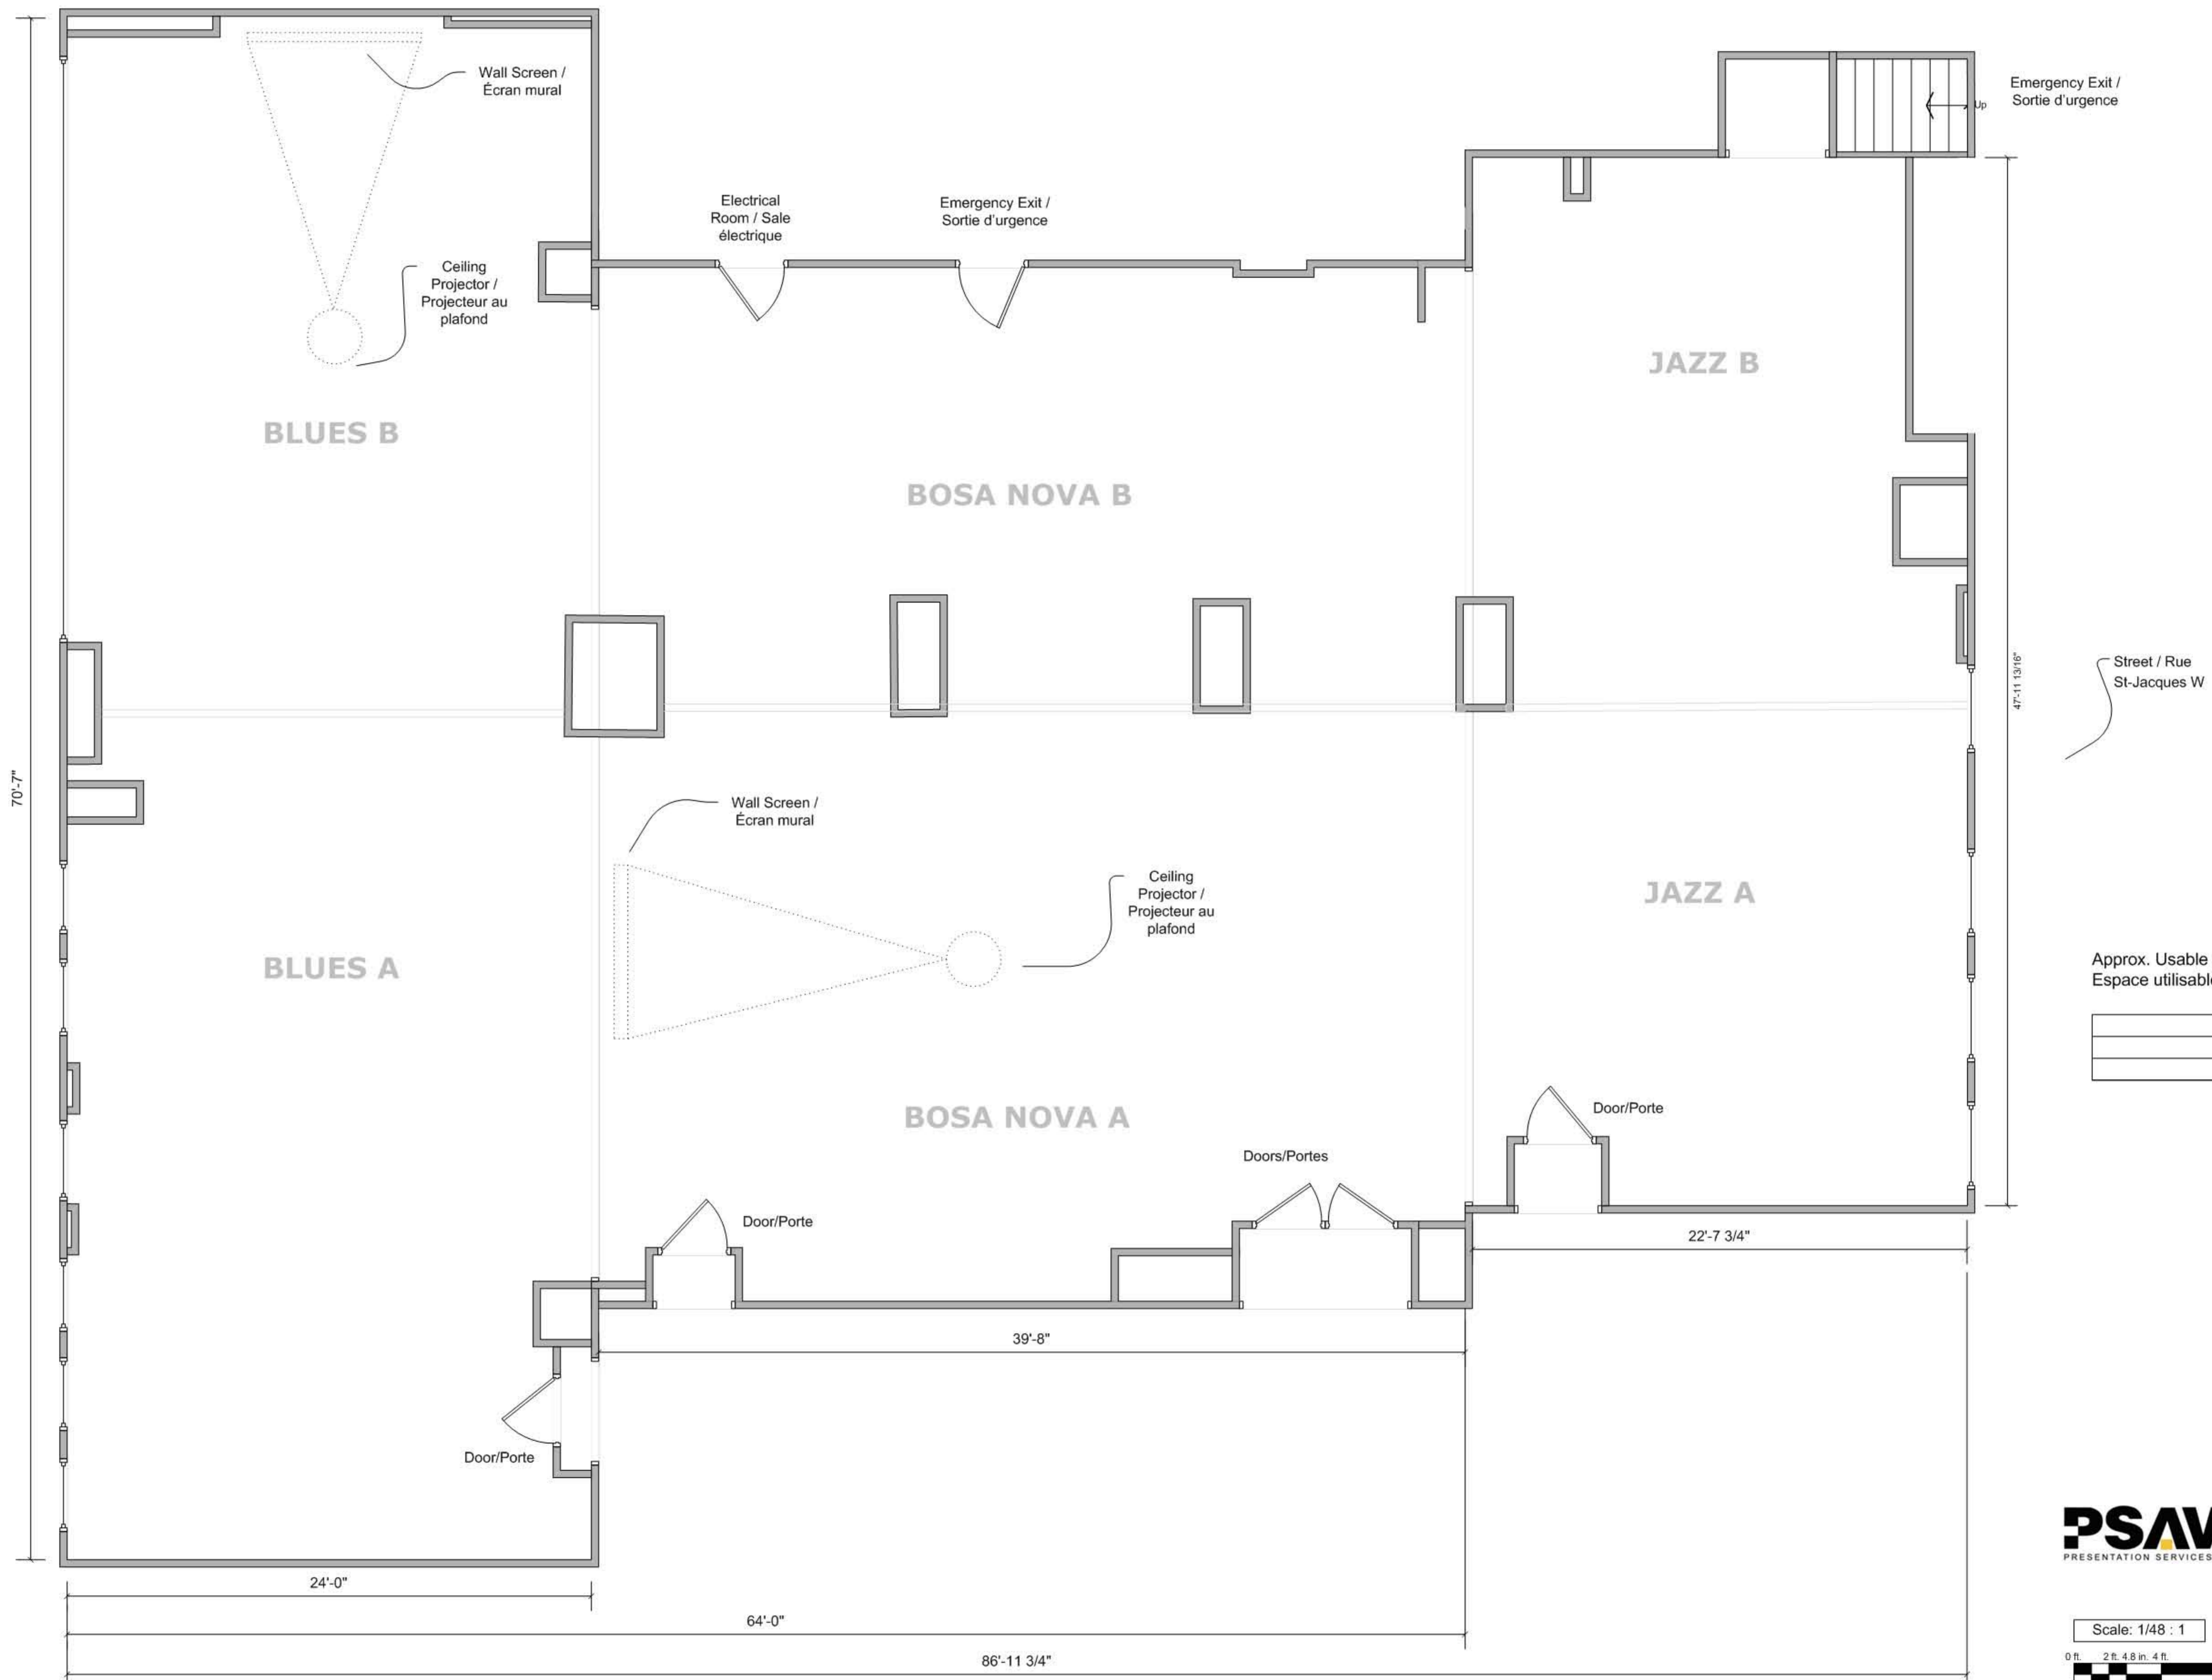 Wall Screen /
Écran mural
Emergency Exit /
Sortie d'urgence
Up
Electrical
Room / Sale
électrique
Emergency Exit /
Sortie d'urgence
Ceiling
Projector /
Projecteur au
plafond
JAZZ B
BLUES B
BOSA NOVA B
47'-11 13/16"
Street / Rue
St-Jacques W
70'-7"
Wall Screen /
Écran mural
Ceiling
Projector /
Projecteur au
plafond
JAZZ A
BLUES A
Approx. Usable
Espace utilisable
BOSA NOVA A
Door/Porte
Doors/Portes
Door/Porte
22'-7 3/4"
39'-8"
Door/Porte
PSAV
PRESENTATION SERVICES
24'-0"
64'-0"
Scale: 1/48 : 1
86'-11 3/4"
0 ft. 2 ft. 4.8 in. 4 ft.